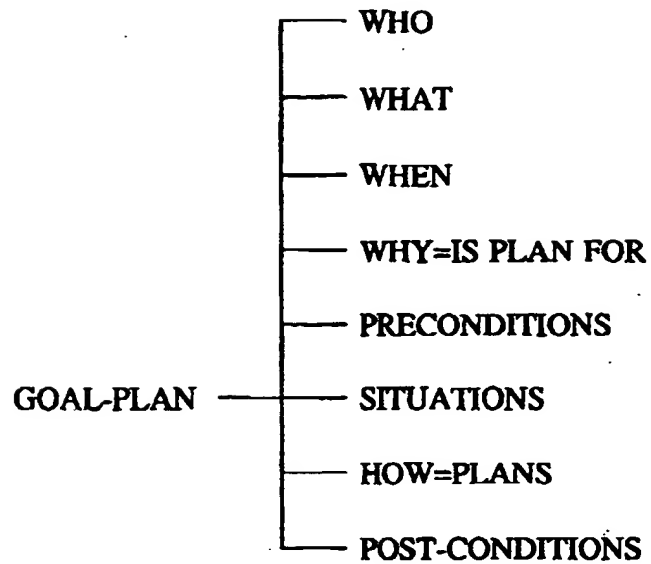 WHO
WHAT
WHEN
WHY=IS PLAN FOR
PRECONDITIONS
GOAL-PLAN
SITUATIONS
HOW=PLANS
POST-CONDITIONS